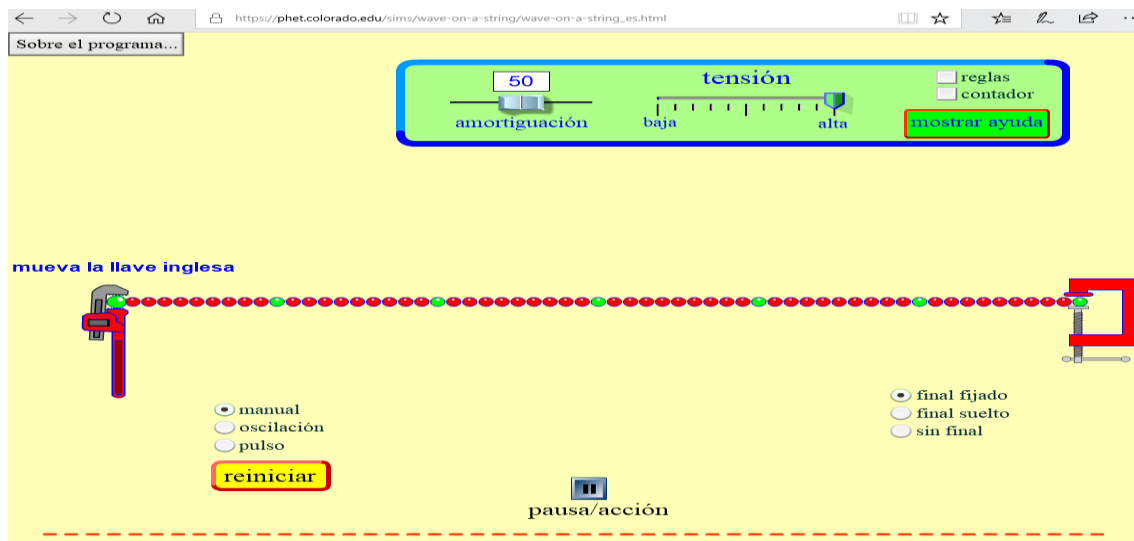 https://phet.colorado.edu/sims/wave-on-a-string/wave-on-a-string_es.html
Sobre el programa...
50
amortiguación
tensión
baja
alta
reglas
contador
mostrar ayuda
mueva la llave inglesa
manual
oscilación
pulso
reiniciar
final fijado
final suelto
sin final
pausa/acción